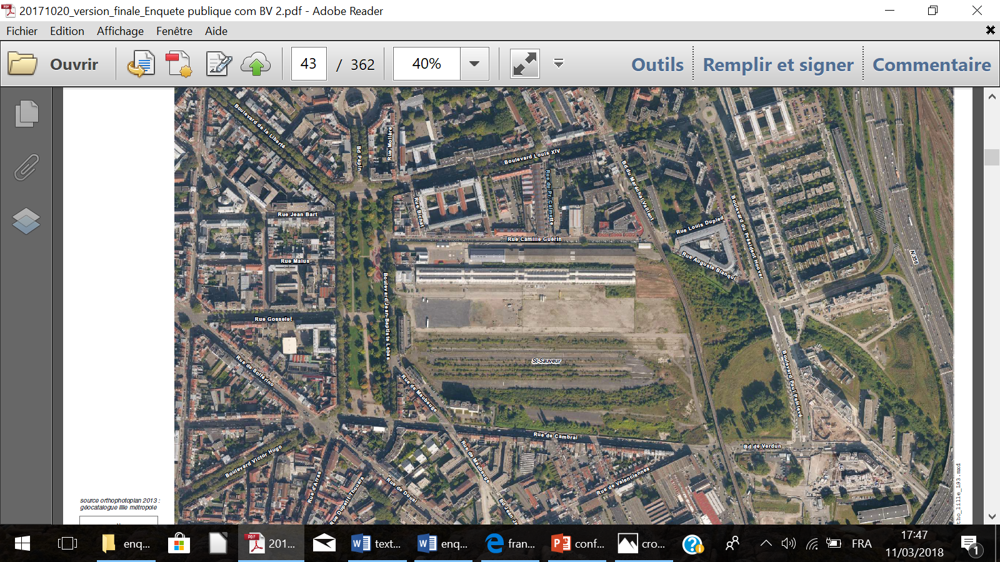 20171020_version_finale_Enquete publique com BV 2.pdf - Adobe Reader
Fichier Edition Affichage Fenêtre Aide
Ouvrir 43 / 362 40% Outils Remplir et signer Commentaire
Boulevard de la Liberté
Bd Papin
Rue Molière
Boulevard Louis XIV
Rue du Pr. Calmette
Bd du Maréchal Vaillant
Rue Jean Bart
Rue Bichat
Rue Louis Dupied
Boulevard du Président Hoover
Rue Camille Guérin
N 356
Rue Malus
Rue Auguste Blanqui
Boulevard Jean-Baptiste Lebas
Rue Gosselet
St-Sauveur
Rue de Solférino
Rue de Maubeuge
Boulevard Paul Painlevé
Rue de Cambrai
Bd de Verdun
Boulevard Victor Hugo
Rue de Maubeuge
Rue d'Arras
Rue Dupetit Thouars
Rue de Douai
Rue de Valenciennes
Bd Jean Je
source orthophotoplan 2013 :
géocatalogue lille métropole
tho_lille_L93.mxd
PDF 201... text... enq... fran... conf... cro... FRA 17:47
enq...
11/03/2018
1